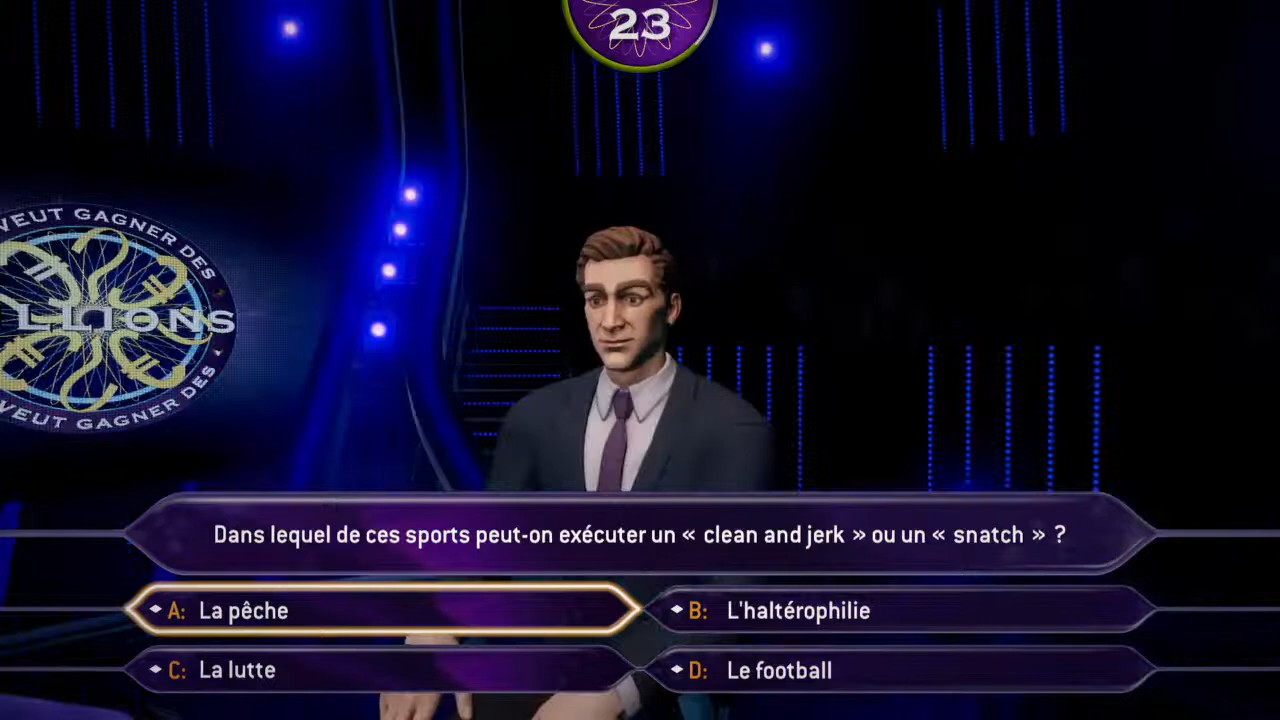 23
VEUT GAGNER DES
LLIONS
VEUT GAGNER DES
Dans lequel de ces sports peut-on exécuter un « clean and jerk » ou un « snatch » ?
A: La pêche
B: L'haltérophilie
C: La lutte
D: Le football